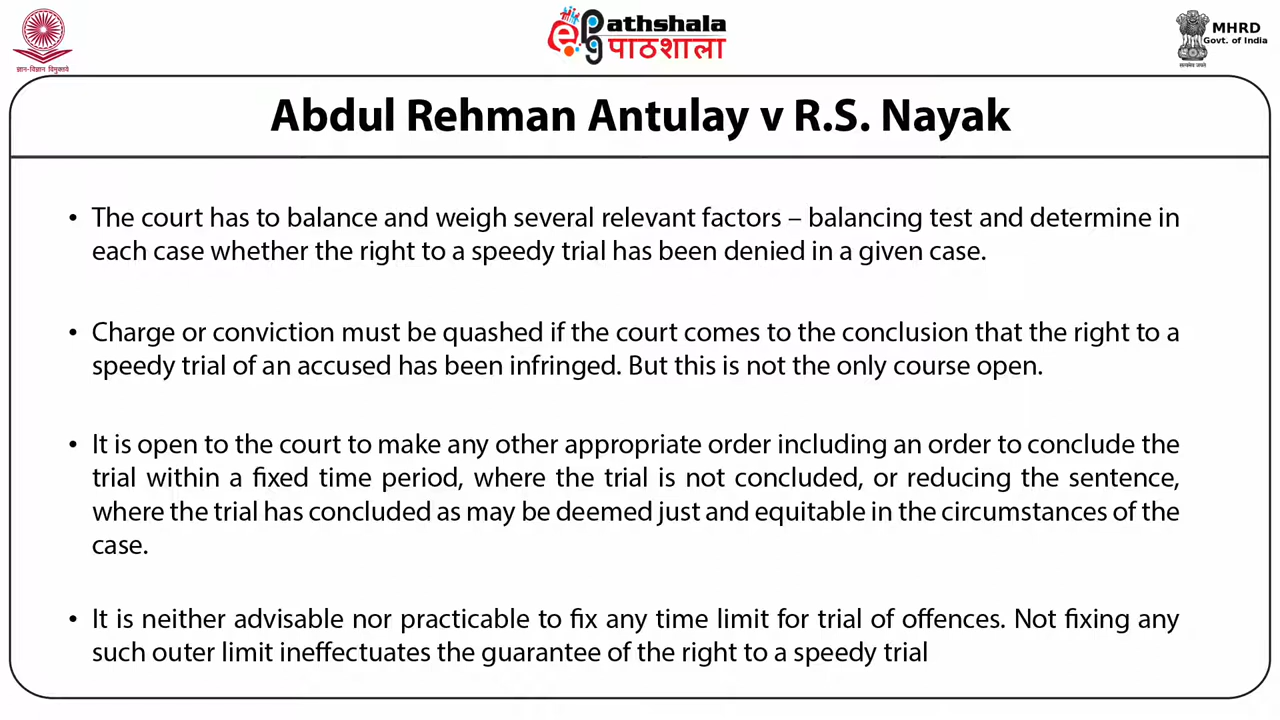 ePG athshala
पाठशाला
MHRD
Govt. of India
ज्ञान-विज्ञान विमुक्तये
सत्यमेव जयते
Abdul Rehman Antulay v R.S. Nayak
• The court has to balance and weigh several relevant factors – balancing test and determine in
each case whether the right to a speedy trial has been denied in a given case.
• Charge or conviction must be quashed if the court comes to the conclusion that the right to a
speedy trial of an accused has been infringed. But this is not the only course open.
• It is open to the court to make any other appropriate order including an order to conclude the
trial within a fixed time period, where the trial is not concluded, or reducing the sentence,
where the trial has concluded as may be deemed just and equitable in the circumstances of the
case.
• It is neither advisable nor practicable to fix any time limit for trial of offences. Not fixing any
such outer limit ineffectuates the guarantee of the right to a speedy trial